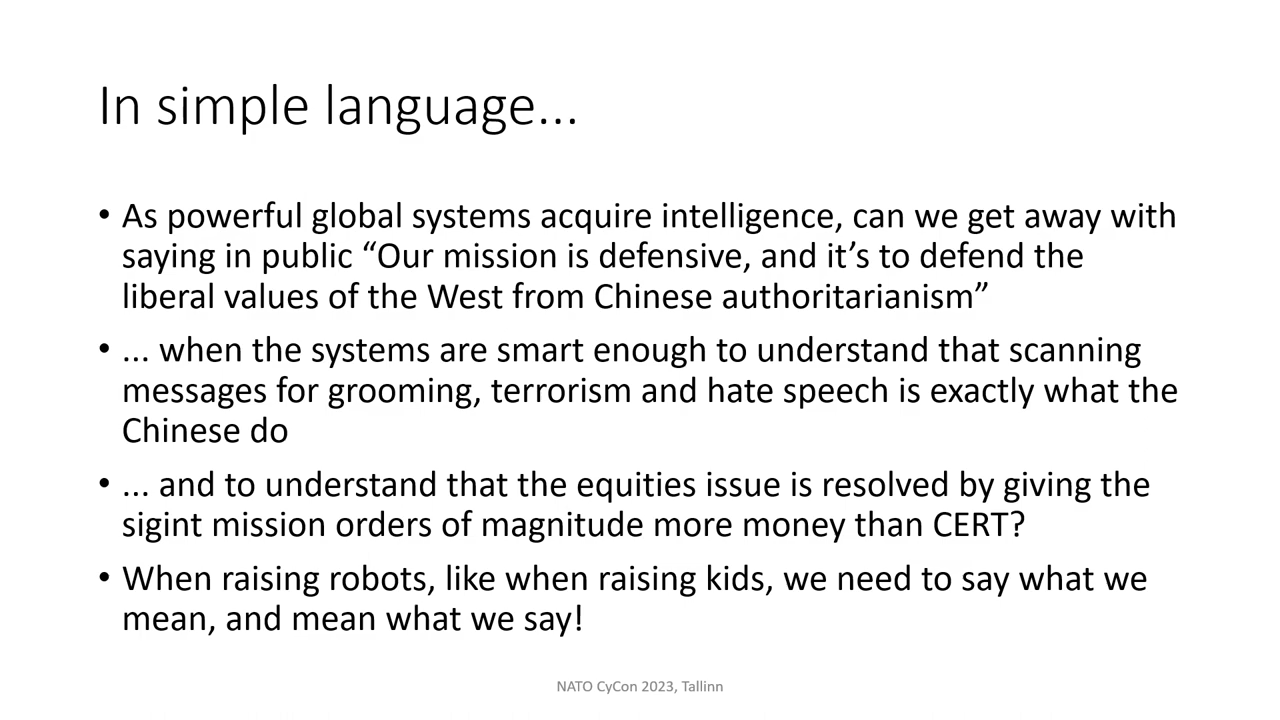 In simple language...
• As powerful global systems acquire intelligence, can we get away with
saying in public “Our mission is defensive, and it’s to defend the
liberal values of the West from Chinese authoritarianism”
• ... when the systems are smart enough to understand that scanning
messages for grooming, terrorism and hate speech is exactly what the
Chinese do
• ... and to understand that the equities issue is resolved by giving the
sigint mission orders of magnitude more money than CERT?
• When raising robots, like when raising kids, we need to say what we
mean, and mean what we say!
NATO CyCon 2023, Tallinn